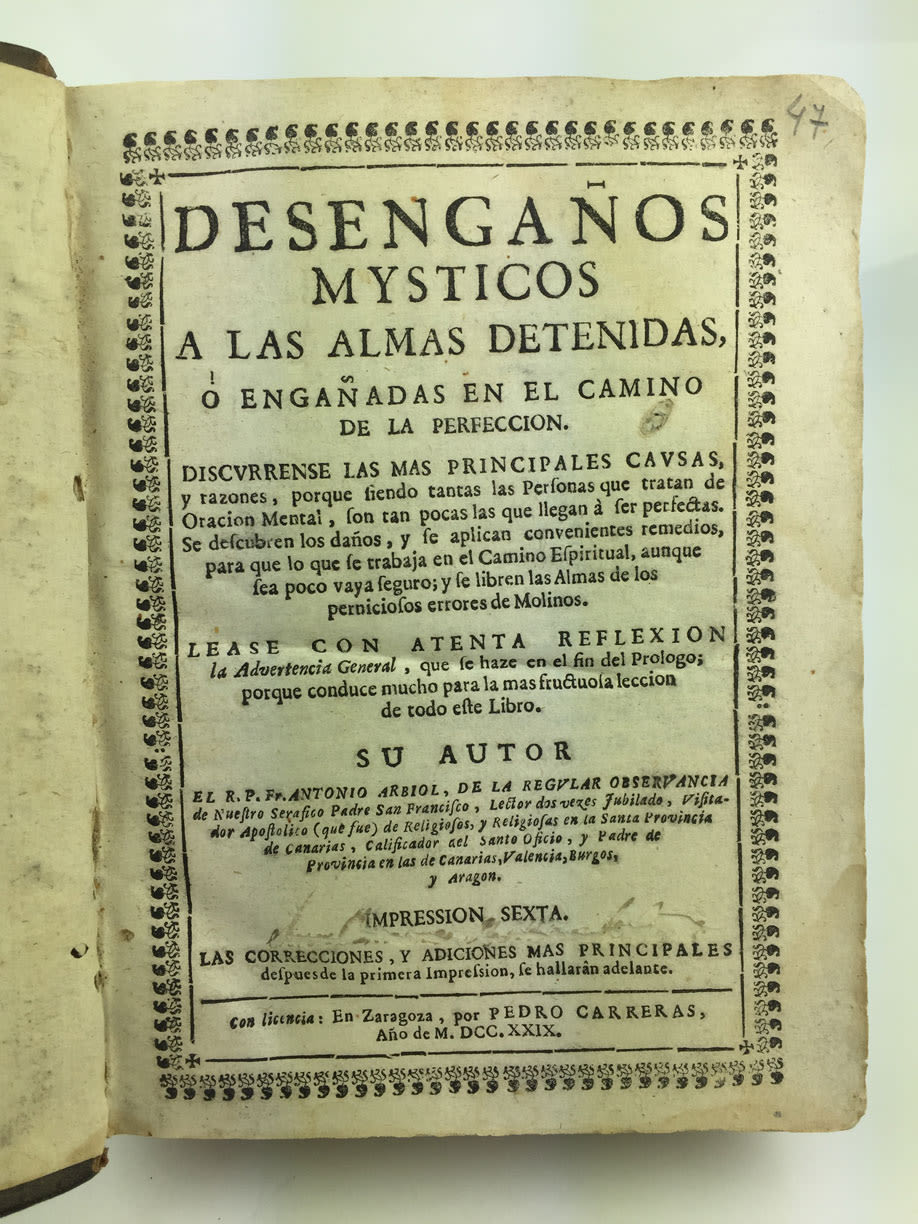 47
DESENGAÑOS
MYSTICOS
A LAS ALMAS DETENIDAS,
Ò ENGAÑADAS EN EL CAMINO
DE LA PERFECCION.
DISCVRRENSE LAS MAS PRINCIPALES CAVSAS,
y razones, porque ſiendo tantas las Perſonas que tratan de
Oracion Mental, ſon tan pocas las que llegan à ſer perfectas.
Se deſcubren los daños, y ſe aplican convenientes remedios,
para que lo que ſe trabaja en el Camino Eſpiritual, aunque
ſea poco vaya ſeguro; y ſe libren las Almas de los
pernicioſos errores de Molinos.
LEASE CON ATENTA REFLEXION
la Advertencia General, que ſe haze en el fin del Prologo;
porque conduce mucho para la mas fructuoſa leccion
de todo eſte Libro.
SU AUTOR
EL R. P. Fr. ANTONIO ARBIOL, DE LA REGVLAR OBSERVANCIA
de Nueſtro Serafico Padre San Franciſco, Lector dos vezes Jubilado, Viſita-
dor Apoſtolico (que fue) de Religioſos, y Religioſas en la Santa Provincia
de Canarias, Calificador del Santo Oficio, y Padre de
Provincia en las de Canarias, Valencia, Burgos,
y Aragon.
IMPRESSION SEXTA.
LAS CORRECCIONES, Y ADICIONES MAS PRINCIPALES
deſpues de la primera Impreſsion, ſe hallaràn adelante.
Con licencia: En Zaragoza, por PEDRO CARRERAS,
Año de M. DCC. XXIX.